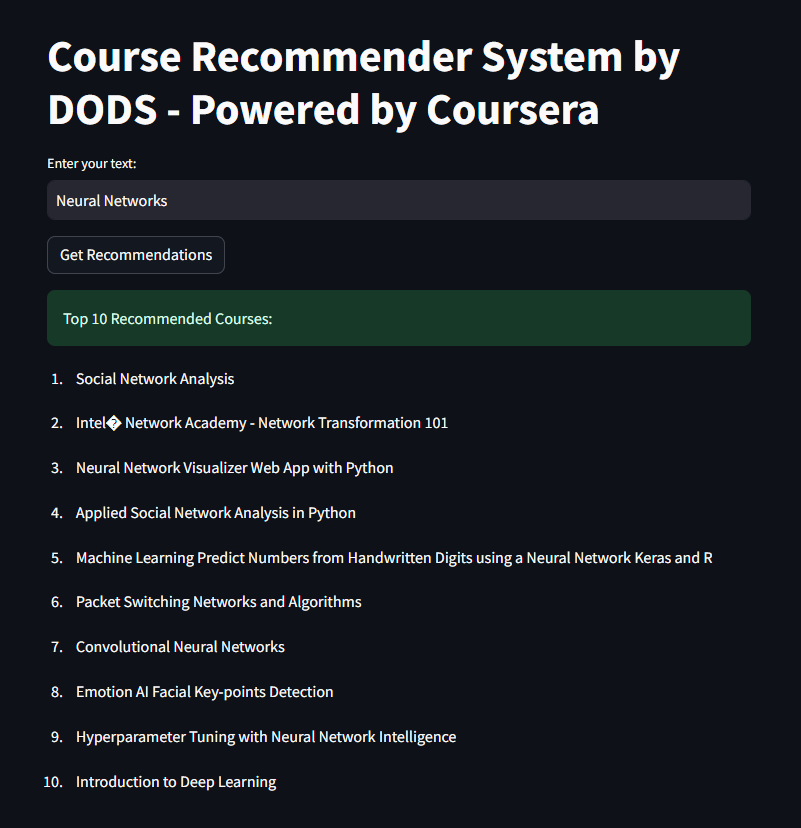 Course Recommender System by
DODS - Powered by Coursera
Enter your text:
Neural Networks
Get Recommendations
Top 10 Recommended Courses:
1. Social Network Analysis
2. Intel� Network Academy - Network Transformation 101
3. Neural Network Visualizer Web App with Python
4. Applied Social Network Analysis in Python
5. Machine Learning Predict Numbers from Handwritten Digits using a Neural Network Keras and R
6. Packet Switching Networks and Algorithms
7. Convolutional Neural Networks
8. Emotion AI Facial Key-points Detection
9. Hyperparameter Tuning with Neural Network Intelligence
10. Introduction to Deep Learning